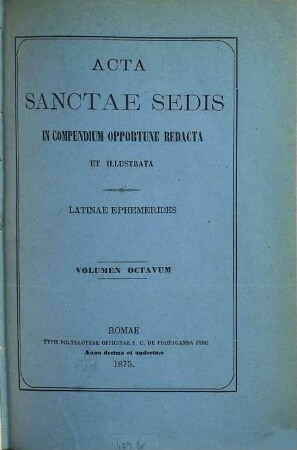 ACTA
SANCTAE SEDIS
IN COMPENDIUM OPPORTUNE REDACTA
ET ILLUSTRATA
LATINAE EPHEMERIDES
VOLUMEN OCTAVUM
ROMAE
TYPIS POLYGLOTTAE OFFICINAE S. C. DE PROPAGANDA FIDE
Anno decimo et undecimo
1875.